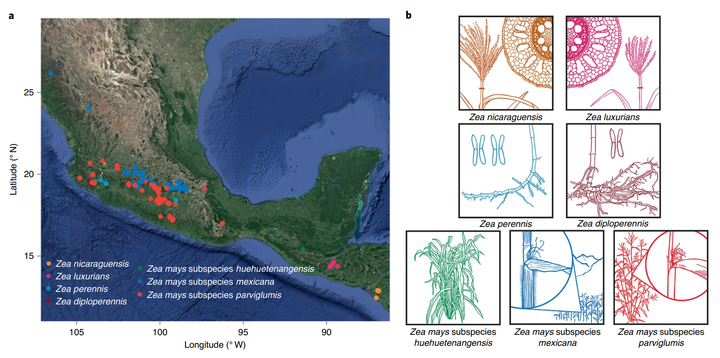 a
b
25
20
15
Latitude (° N)
105
100
95
90
Longitude (° W)
Zea nicaraguensis
Zea luxurians
Zea perennis
Zea diploperennis
Zea mays subspecies huehuetenangensis
Zea mays subspecies mexicana
Zea mays subspecies parviglumis
Zea nicaraguensis
Zea luxurians
Zea perennis
Zea diploperennis
Zea mays subspecies
huehuetenangensis
Zea mays subspecies
mexicana
Zea mays subspecies
parviglumis